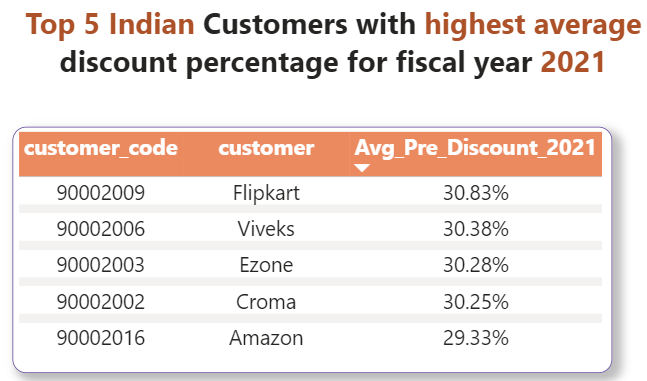 Top 5 Indian Customers with highest average
discount percentage for fiscal year 2021
customer_code customer Avg_Pre_Discount_2021
90002009 Flipkart 30.83%
90002006 Viveks 30.38%
90002003 Ezone 30.28%
90002002 Croma 30.25%
90002016 Amazon 29.33%